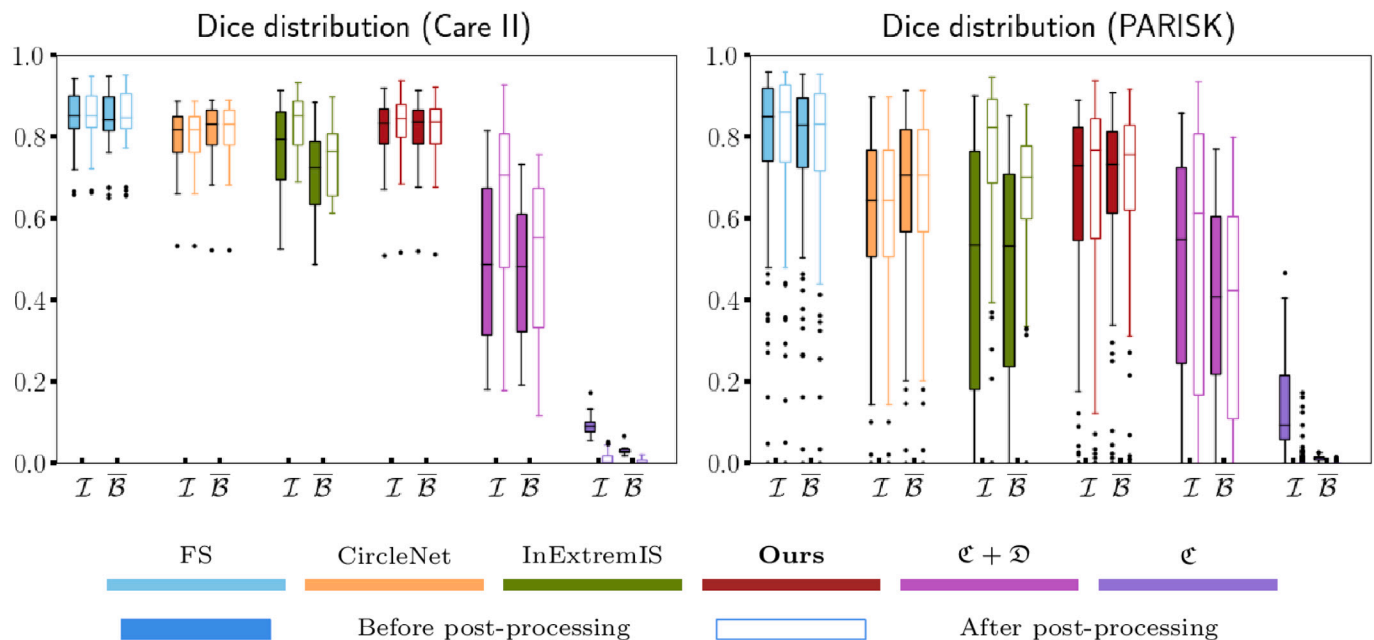 Dice distribution (Care II)
Dice distribution (PARISK)
1.0
0.8
0.6
0.4
0.2
0.0
1.0
0.8
0.6
0.4
0.2
0.0
ℐ ℬ̅ ℐ ℬ̅ ℐ ℬ̅ ℐ ℬ̅ ℐ ℬ̅ ℐ ℬ̅
ℐ ℬ̅ ℐ ℬ̅ ℐ ℬ̅ ℐ ℬ̅ ℐ ℬ̅ ℐ ℬ̅
FS CircleNet InExtremIS Ours ℭ + 𝔇 ℭ
Before post-processing After post-processing